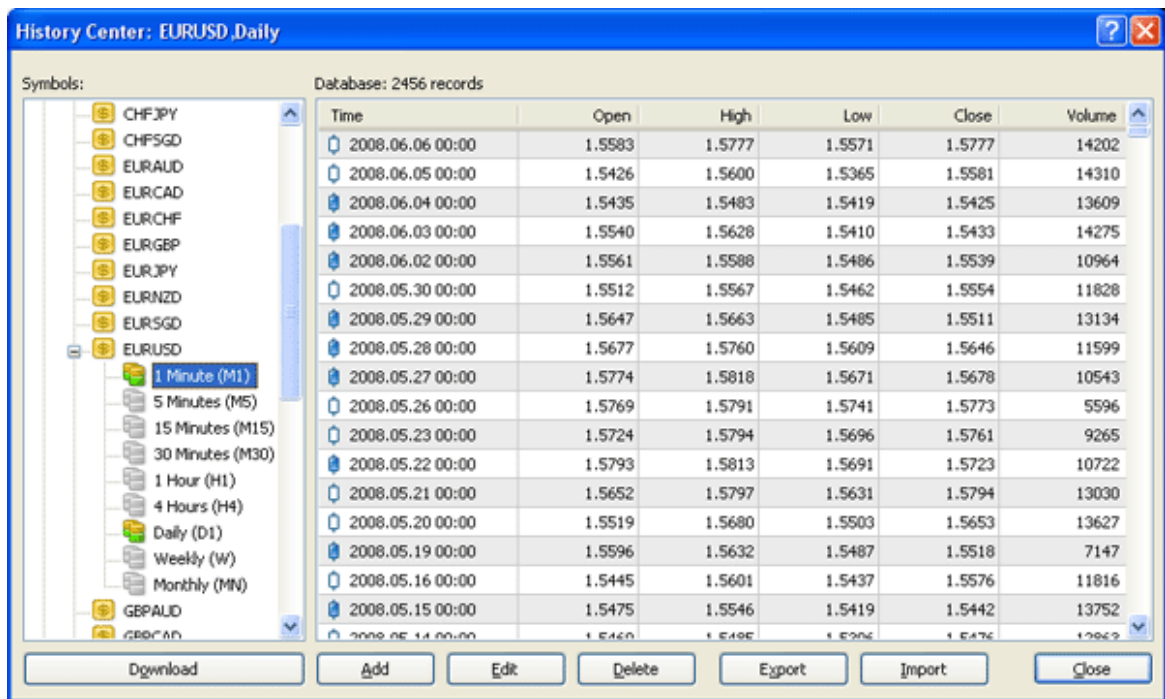 History Center: EURUSD,Daily
Symbols:
Database: 2456 records
CHFJPY
CHFSGD
EURAUD
EURCAD
EURCHF
EURGBP
EURJPY
EURNZD
EURSGD
EURUSD
1 Minute (M1)
5 Minutes (M5)
15 Minutes (M15)
30 Minutes (M30)
1 Hour (H1)
4 Hours (H4)
Daily (D1)
Weekly (W)
Monthly (MN)
GBPAUD
GBPCAD
Time Open High Low Close Volume
2008.06.06 00:00 1.5583 1.5777 1.5571 1.5777 14202
2008.06.05 00:00 1.5426 1.5600 1.5365 1.5581 14310
2008.06.04 00:00 1.5435 1.5483 1.5419 1.5425 13609
2008.06.03 00:00 1.5540 1.5628 1.5410 1.5433 14275
2008.06.02 00:00 1.5561 1.5588 1.5486 1.5539 10964
2008.05.30 00:00 1.5512 1.5567 1.5462 1.5554 11828
2008.05.29 00:00 1.5647 1.5663 1.5485 1.5511 13134
2008.05.28 00:00 1.5677 1.5760 1.5609 1.5646 11599
2008.05.27 00:00 1.5774 1.5818 1.5671 1.5678 10543
2008.05.26 00:00 1.5769 1.5791 1.5741 1.5773 5596
2008.05.23 00:00 1.5724 1.5794 1.5696 1.5761 9265
2008.05.22 00:00 1.5793 1.5813 1.5691 1.5723 10722
2008.05.21 00:00 1.5652 1.5797 1.5631 1.5794 13030
2008.05.20 00:00 1.5519 1.5680 1.5503 1.5653 13627
2008.05.19 00:00 1.5596 1.5632 1.5487 1.5518 7147
2008.05.16 00:00 1.5445 1.5601 1.5437 1.5576 11816
2008.05.15 00:00 1.5475 1.5546 1.5419 1.5442 13752
2008.05.14 00:00
Download Add Edit Delete Export Import Close